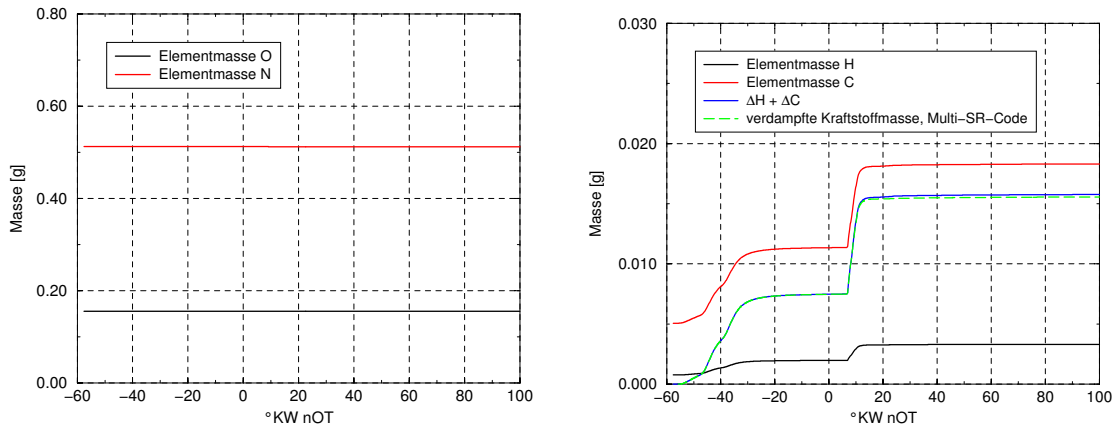 0.80
0.60
0.40
0.20
0.00
Masse [g]
Elementmasse O
Elementmasse N
−60 −40 −20 0 20 40 60 80 100
°KW nOT
0.030
0.020
0.010
0.000
Masse [g]
Elementmasse H
Elementmasse C
ΔH + ΔC
verdampfte Kraftstoffmasse, Multi−SR−Code
−60 −40 −20 0 20 40 60 80 100
°KW nOT